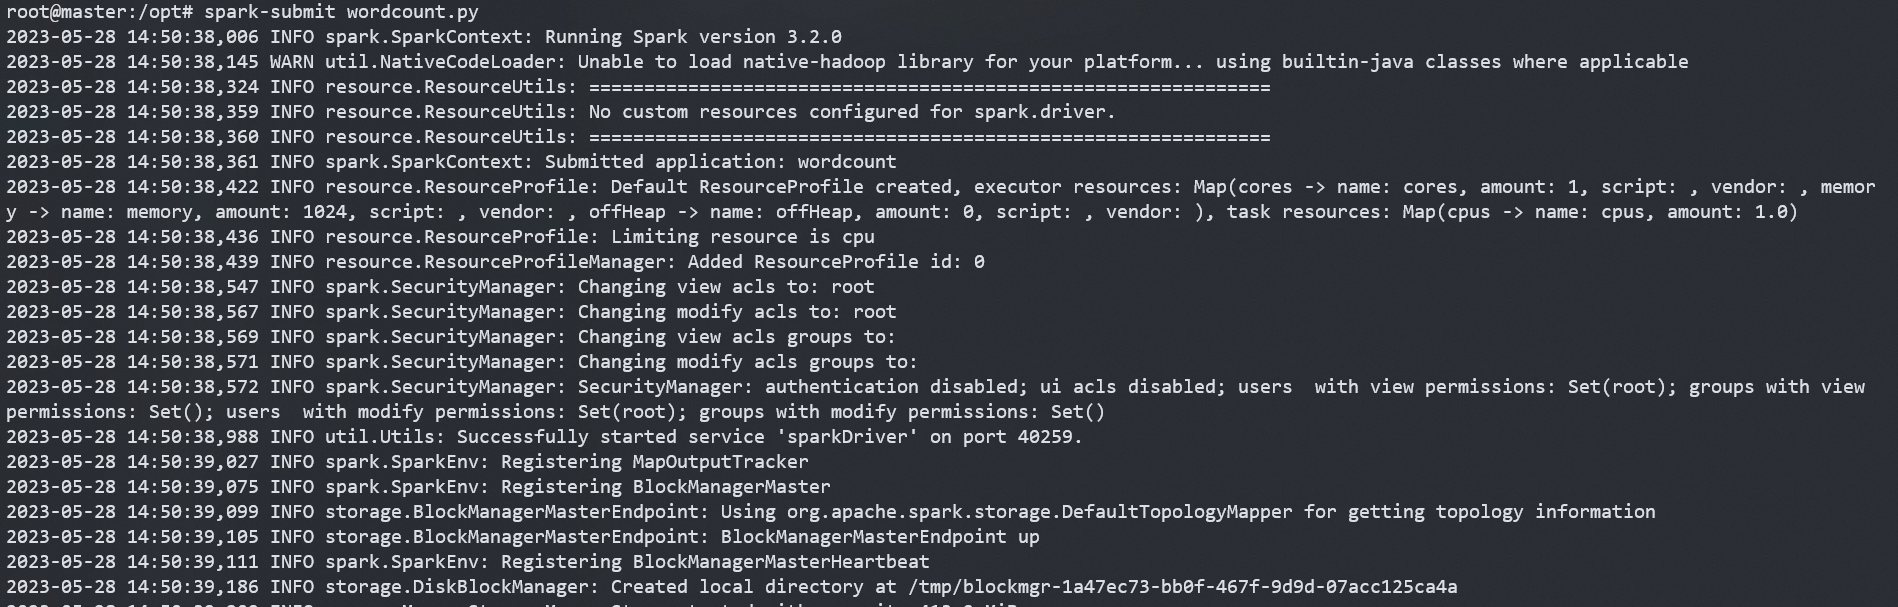 root@master:/opt# spark-submit wordcount.py
2023-05-28 14:50:38,006 INFO spark.SparkContext: Running Spark version 3.2.0
2023-05-28 14:50:38,145 WARN util.NativeCodeLoader: Unable to load native-hadoop library for your platform... using builtin-java classes where applicable
2023-05-28 14:50:38,324 INFO resource.ResourceUtils: ==============================================================
2023-05-28 14:50:38,359 INFO resource.ResourceUtils: No custom resources configured for spark.driver.
2023-05-28 14:50:38,360 INFO resource.ResourceUtils: ==============================================================
2023-05-28 14:50:38,361 INFO spark.SparkContext: Submitted application: wordcount
2023-05-28 14:50:38,422 INFO resource.ResourceProfile: Default ResourceProfile created, executor resources: Map(cores -> name: cores, amount: 1, script: , vendor: , memor
y -> name: memory, amount: 1024, script: , vendor: , offHeap -> name: offHeap, amount: 0, script: , vendor: ), task resources: Map(cpus -> name: cpus, amount: 1.0)
2023-05-28 14:50:38,436 INFO resource.ResourceProfile: Limiting resource is cpu
2023-05-28 14:50:38,439 INFO resource.ResourceProfileManager: Added ResourceProfile id: 0
2023-05-28 14:50:38,547 INFO spark.SecurityManager: Changing view acls to: root
2023-05-28 14:50:38,567 INFO spark.SecurityManager: Changing modify acls to: root
2023-05-28 14:50:38,569 INFO spark.SecurityManager: Changing view acls groups to:
2023-05-28 14:50:38,571 INFO spark.SecurityManager: Changing modify acls groups to:
2023-05-28 14:50:38,572 INFO spark.SecurityManager: SecurityManager: authentication disabled; ui acls disabled; users  with view permissions: Set(root); groups with view
permissions: Set(); users  with modify permissions: Set(root); groups with modify permissions: Set()
2023-05-28 14:50:38,988 INFO util.Utils: Successfully started service 'sparkDriver' on port 40259.
2023-05-28 14:50:39,027 INFO spark.SparkEnv: Registering MapOutputTracker
2023-05-28 14:50:39,075 INFO spark.SparkEnv: Registering BlockManagerMaster
2023-05-28 14:50:39,099 INFO storage.BlockManagerMasterEndpoint: Using org.apache.spark.storage.DefaultTopologyMapper for getting topology information
2023-05-28 14:50:39,105 INFO storage.BlockManagerMasterEndpoint: BlockManagerMasterEndpoint up
2023-05-28 14:50:39,111 INFO spark.SparkEnv: Registering BlockManagerMasterHeartbeat
2023-05-28 14:50:39,186 INFO storage.DiskBlockManager: Created local directory at /tmp/blockmgr-1a47ec73-bb0f-467f-9d9d-07acc125ca4a